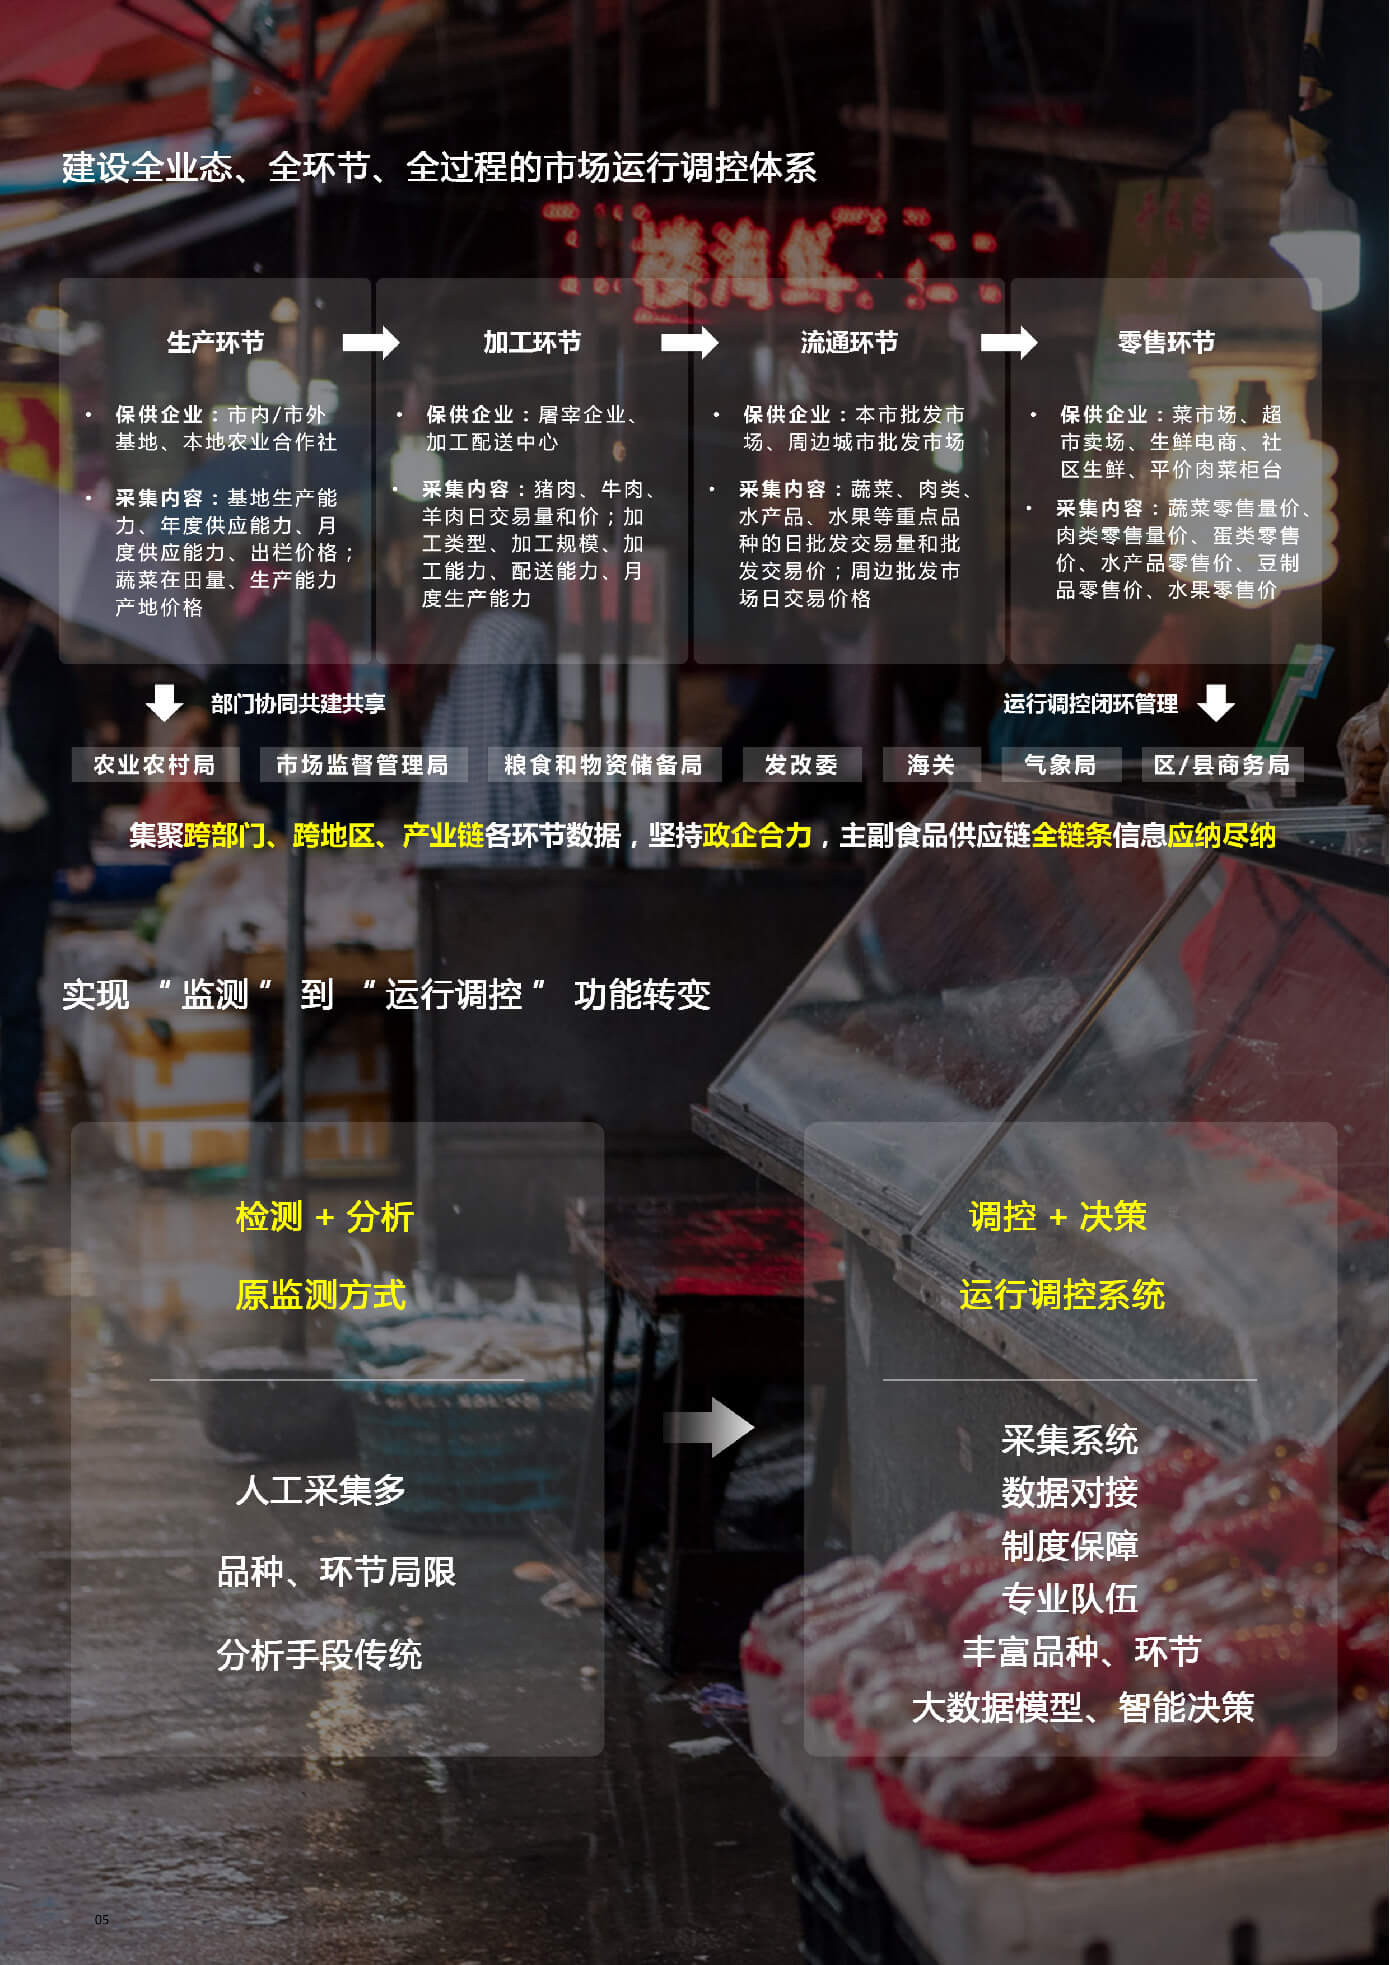 建设全业态、全环节、全过程的市场运行调控体系
生产环节
保供企业：市内/市外
基地、本地农业合作社
采集内容：基地生产能
力、年度供应能力、月
度供应能力、出栏价格；
蔬菜在田量、生产能力
产地价格
加工环节
保供企业：屠宰企业、
加工配送中心
采集内容：猪肉、牛肉、
羊肉日交易量和价；加
工类型、加工规模、加
工能力、配送能力、月
度生产能力
流通环节
保供企业：本市批发市
场、周边城市批发市场
采集内容：蔬菜、肉类、
水产品、水果等重点品
种的日批发交易量和批
发交易价；周边批发市
场日交易价格
零售环节
保供企业：菜市场、超
市卖场、生鲜电商、社
区生鲜、平价肉菜柜台
采集内容：蔬菜零售量价、
肉类零售量价、蛋类零售
价、水产品零售价、豆制
品零售价、水果零售价
部门协同共建共享
运行调控闭环管理
农业农村局 市场监督管理局 粮食和物资储备局 发改委 海关 气象局 区/县商务局
集聚跨部门、跨地区、产业链各环节数据，坚持政企合力，主副食品供应链全链条信息应纳尽纳
实现 “ 监测 ” 到 “ 运行调控 ” 功能转变
检测 + 分析
原监测方式
人工采集多
品种、环节局限
分析手段传统
调控 + 决策
运行调控系统
采集系统
数据对接
制度保障
专业队伍
丰富品种、环节
大数据模型、智能决策
05